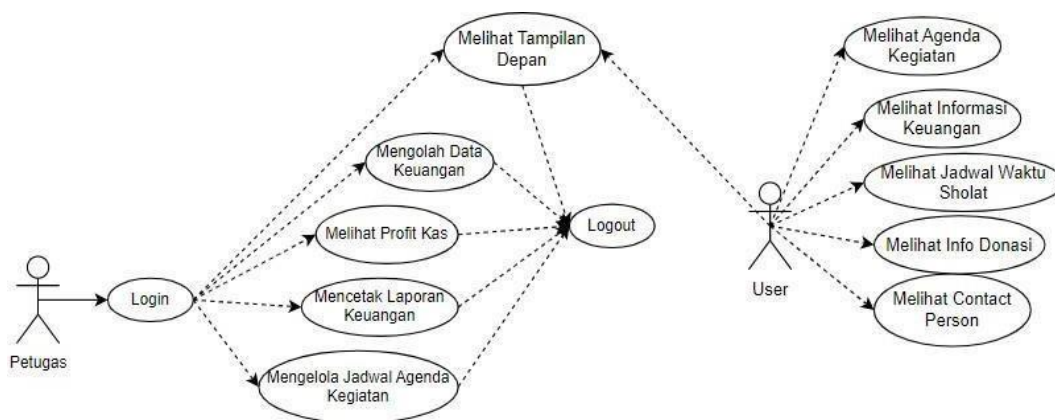 Melihat Tampilan
Depan
Mengolah Data
Keuangan
Melihat Profit Kas
Mencetak Laporan
Keuangan
Mengelola Jadwal Agenda
Kegiatan
Login
Petugas
Logout
User
Melihat Agenda
Kegiatan
Melihat Informasi
Keuangan
Melihat Jadwal Waktu
Sholat
Melihat Info Donasi
Melihat Contact
Person